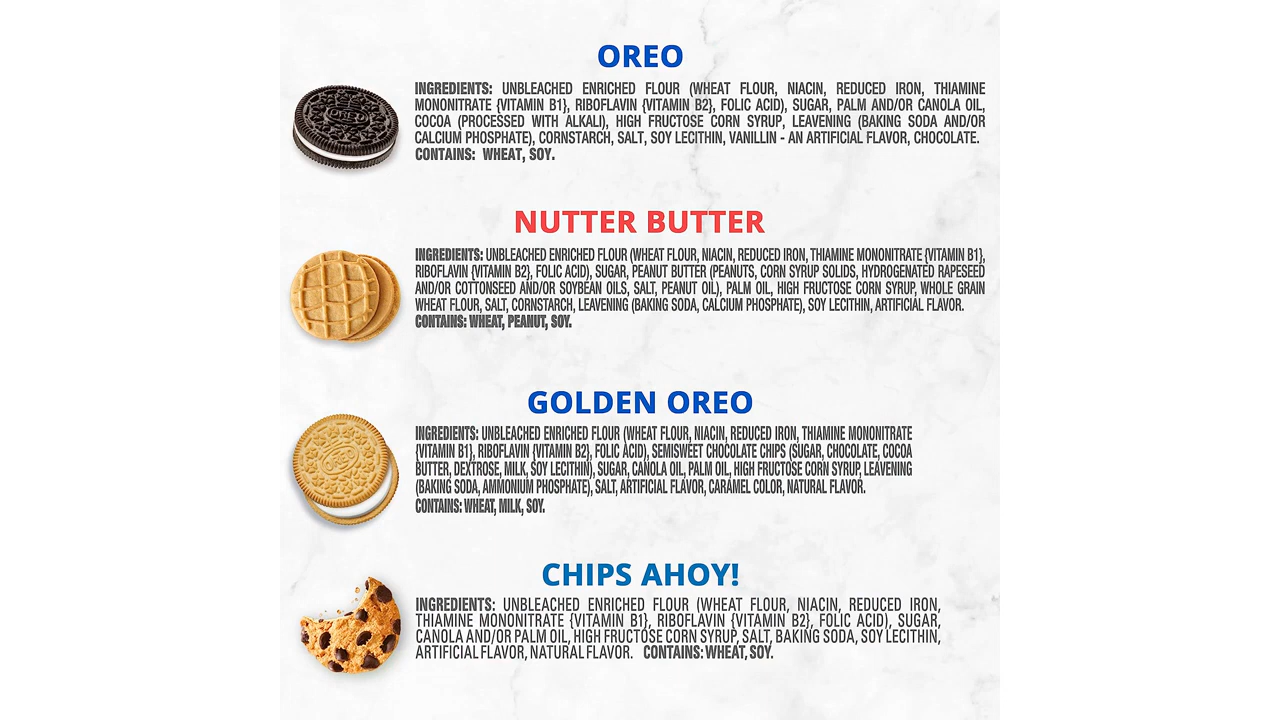 OREO
INGREDIENTS: UNBLEACHED ENRICHED FLOUR (WHEAT FLOUR, NIACIN, REDUCED IRON, THIAMINE
MONONITRATE {VITAMIN B1}, RIBOFLAVIN {VITAMIN B2}, FOLIC ACID), SUGAR, PALM AND/OR CANOLA OIL,
COCOA (PROCESSED WITH ALKALI), HIGH FRUCTOSE CORN SYRUP, LEAVENING (BAKING SODA AND/OR
CALCIUM PHOSPHATE), CORNSTARCH, SALT, SOY LECITHIN, VANILLIN - AN ARTIFICIAL FLAVOR, CHOCOLATE.
CONTAINS: WHEAT, SOY.
OREO
NUTTER BUTTER
INGREDIENTS: UNBLEACHED ENRICHED FLOUR (WHEAT FLOUR, NIACIN, REDUCED IRON, THIAMINE MONONITRATE {VITAMIN B1},
RIBOFLAVIN {VITAMIN B2}, FOLIC ACID), SUGAR, PEANUT BUTTER (PEANUTS, CORN SYRUP SOLIDS, HYDROGENATED RAPESEED
AND/OR COTTONSEED AND/OR SOYBEAN OILS, SALT, PEANUT OIL), PALM OIL, HIGH FRUCTOSE CORN SYRUP, WHOLE GRAIN
WHEAT FLOUR, SALT, CORNSTARCH, LEAVENING (BAKING SODA, CALCIUM PHOSPHATE), SOY LECITHIN, ARTIFICIAL FLAVOR.
CONTAINS: WHEAT, PEANUT, SOY.
GOLDEN OREO
INGREDIENTS: UNBLEACHED ENRICHED FLOUR (WHEAT FLOUR, NIACIN, REDUCED IRON, THIAMINE MONONITRATE
{VITAMIN B1}, RIBOFLAVIN {VITAMIN B2}, FOLIC ACID), SEMISWEET CHOCOLATE CHIPS (SUGAR, CHOCOLATE, COCOA
BUTTER, DEXTROSE, MILK, SOY LECITHIN), SUGAR, CANOLA OIL, PALM OIL, HIGH FRUCTOSE CORN SYRUP, LEAVENING
(BAKING SODA, AMMONIUM PHOSPHATE), SALT, ARTIFICIAL FLAVOR, CARAMEL COLOR, NATURAL FLAVOR.
CONTAINS: WHEAT, MILK, SOY.
OREO
CHIPS AHOY!
INGREDIENTS: UNBLEACHED ENRICHED FLOUR (WHEAT FLOUR, NIACIN, REDUCED IRON,
THIAMINE MONONITRATE {VITAMIN B1}, RIBOFLAVIN {VITAMIN B2}, FOLIC ACID), SUGAR,
CANOLA AND/OR PALM OIL, HIGH FRUCTOSE CORN SYRUP, SALT, BAKING SODA, SOY LECITHIN,
ARTIFICIAL FLAVOR, NATURAL FLAVOR. CONTAINS: WHEAT, SOY.